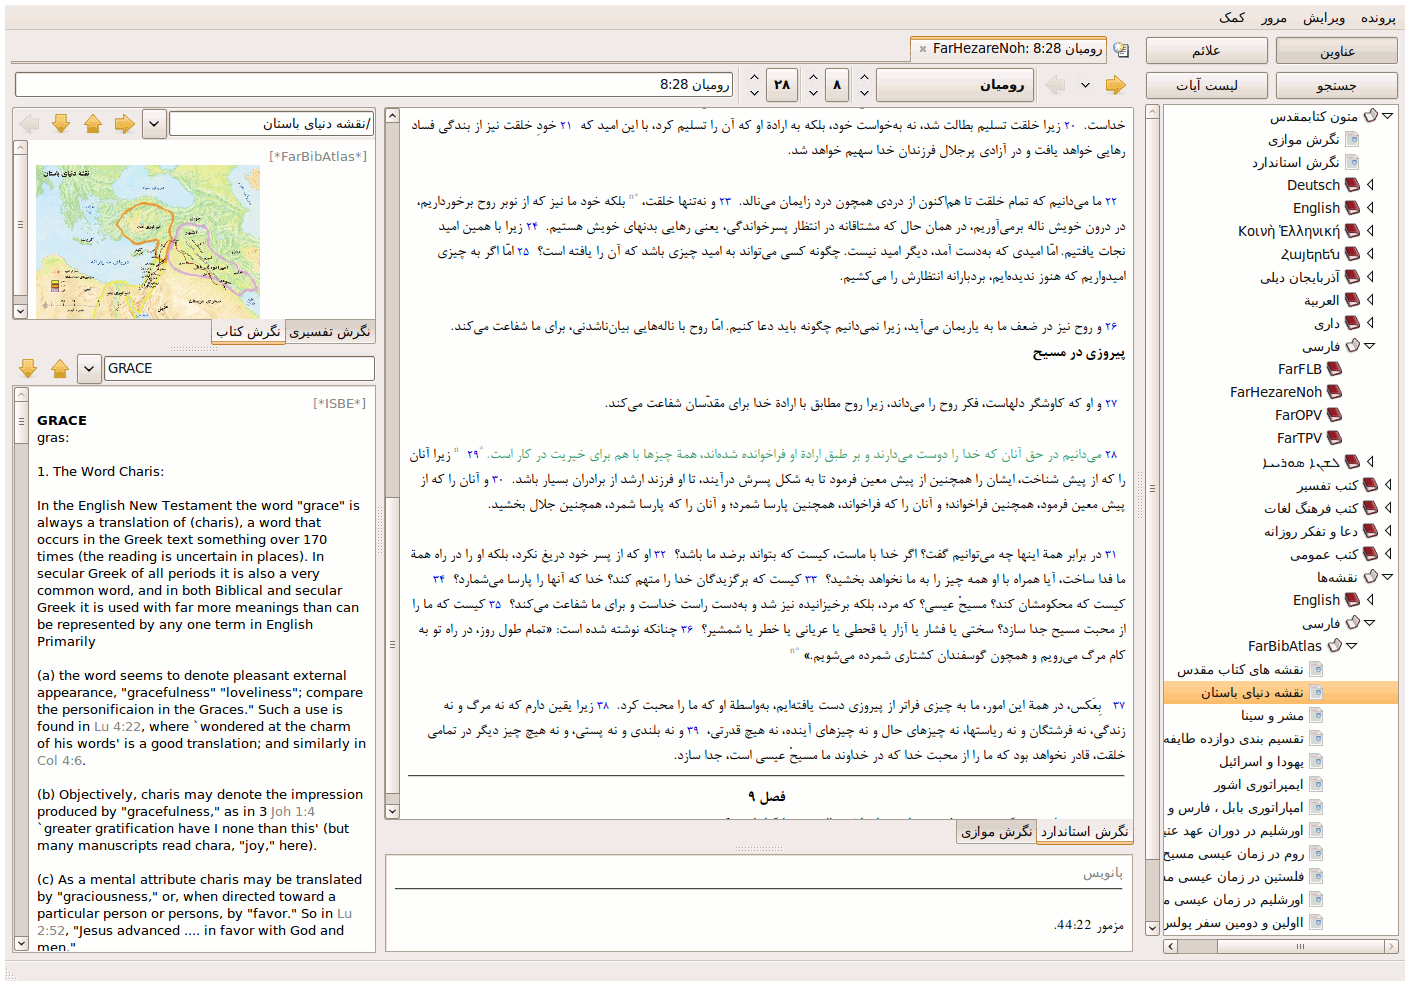 پرونده ویرایش مرور کمک
عناوین علائم
جستجو لیست آیات
متون کتابمقدس
نگرش موازی
نگرش استاندارد
Deutsch
English
Κοινὴ Ἑλληνική
Հայերեն
آذربایجان دیلی
العربية
داری
فارسی
FarFLB
FarHezareNoh
FarOPV
FarTPV
کتب تفسیر
کتب فرهنگ لغات
دعا و تفکر روزانه
کتب عمومی
نقشه‌ها
English
فارسی
FarBibAtlas
نقشه های کتاب مقدس
نقشه دنیای باستان
مشر و سینا
تقسیم بندی دوازده طایفه
یهودا و اسرائیل
ایمپراتوری اشور
امپاراتوری بابل ، فارس و
اورشلیم در دوران عهد عتی
روم در زمان عیسی مسیح
فلستین در زمان عیسی مس
اورشلیم در زمان عیسی م
ااولین و دومین سفر پولس
رومیان 8:28 :FarHezareNoh
رومیان ۸ ۲۸ رومیان 8:28
خداست. ۲۰ زیرا خلقت تسلیم بطالت شد، نه به‌خواست خود، بلکه به ارادۀ او که آن را تسلیم کرد، با این امید که ۲۱ خودِ خلقت نیز از بندگی فساد
رهایی خواهد یافت و در آزادی پرجلال فرزندان خدا سهیم خواهد شد.
۲۲ ما می‌دانیم که تمام خلقت تا هم‌اکنون از دردی همچون درد زایمان می‌نالد. ۲۳ و نه‌تنها خلقت، *n بلکه خود ما نیز که از نوبر روح برخورداریم،
در درون خویش ناله برمی‌آوریم، در همان حال که مشتاقانه در انتظار پسرخواندگی، یعنی رهایی بدنهای خویش هستیم. ۲۴ زیرا با همین امید
نجات یافتیم. امّا امیدی که به‌دست آمد، دیگر امید نیست. چگونه کسی می‌تواند به امید چیزی باشد که آن را یافته است؟ ۲۵ امّا اگر به چیزی
امیدواریم که هنوز ندیده‌ایم، بردبارانه انتظارش را می‌کشیم.
۲۶ و روح نیز در ضعف ما به یاریمان می‌آید، زیرا نمی‌دانیم چگونه باید دعا کنیم. امّا روح با ناله‌هایی بیان‌ناشدنی، برای ما شفاعت می‌کند.
پیروزی در مسیح
۲۷ و او که کاوشگر دلهاست، فکر روح را می‌داند، زیرا روح مطابق با ارادۀ خدا برای مقدّسان شفاعت می‌کند.
۲۸ می‌دانیم در حق آنان که خدا را دوست می‌دارند و بر طبق ارادۀ او فراخوانده شده‌اند، همۀ چیزها با هم برای خیریت در کار است. *n ۲۹ زیرا آنان
را که از پیش شناخت، ایشان را همچنین از پیش معین فرمود تا به شکل پسرش درآیند، تا او فرزند ارشد از برادران بسیار باشد. ۳۰ و آنان را که از
پیش معین فرمود، همچنین فراخواند؛ و آنان را که فراخواند، همچنین پارسا شمرد؛ و آنان را که پارسا شمرد، همچنین جلال بخشید.
۳۱ در برابر همۀ اینها چه می‌توانیم گفت؟ اگر خدا با ماست، کیست که بتواند برضد ما باشد؟ ۳۲ او که از پسر خود دریغ نکرد، بلکه او را در راه همۀ
ما فدا ساخت، آیا همراه با او همه چیز را به ما نخواهد بخشید؟ ۳۳ کیست که برگزیدگان خدا را متهم کند؟ خدا که آنها را پارسا می‌شمارد؟ ۳۴
کیست که محکومشان کند؟ مسیحْ عیسی؟ که مرد، بلکه برخیزانیده نیز شد و به‌دست راست خداست و برای ما شفاعت می‌کند؟ ۳۵ کیست که ما را
از محبت مسیح جدا سازد؟ سختی یا فشار یا آزار یا قحطی یا عریانی یا خطر یا شمشیر؟ ۳۶ چنانکه نوشته شده است: «تمام طول روز، در راه تو به
کام مرگ می‌رویم و همچون گوسفندان کشتاری شمرده می‌شویم.» *n
۳۷ بِعَکس، در همۀ این امور، ما به چیزی فراتر از پیروزی دست یافته‌ایم، به‌واسطۀ او که ما را محبت کرد. ۳۸ زیرا یقین دارم که نه مرگ و نه
زندگی، نه فرشتگان و نه ریاستها، نه چیزهای حال و نه چیزهای آینده، نه هیچ قدرتی، ۳۹ و نه بلندی و نه پستی، و نه هیچ چیز دیگر در تمامی
خلقت، قادر نخواهد بود که ما را از محبت خدا که در خداوند ما مسیحْ عیسی است، جدا سازد.
فصل ۹
نگرش استاندارد نگرش موازی
پانویس
مزمور 44:22.
/نقشه دنیای باستان
[*FarBibAtlas*]
نقشه دنیای باستان
نگرش تفسیری نگرش کتاب
GRACE
[*ISBE*]
GRACE
gras:
1. The Word Charis:
In the English New Testament the word "grace" is
always a translation of (charis), a word that
occurs in the Greek text something over 170
times (the reading is uncertain in places). In
secular Greek of all periods it is also a very
common word, and in both Biblical and secular
Greek it is used with far more meanings than can
be represented by any one term in English
Primarily
(a) the word seems to denote pleasant external
appearance, "gracefulness" "loveliness"; compare
the personificaion in the Graces." Such a use is
found in Lu 4:22, where `wondered at the charm
of his words' is a good translation; and similarly in
Col 4:6.
(b) Objectively, charis may denote the impression
produced by "gracefulness," as in 3 Joh 1:4
`greater gratification have I none than this' (but
many manuscripts read chara, "joy," here).
(c) As a mental attribute charis may be translated
by "graciousness," or, when directed toward a
particular person or persons, by "favor." So in Lu
2:52, "Jesus advanced .... in favor with God and
men."